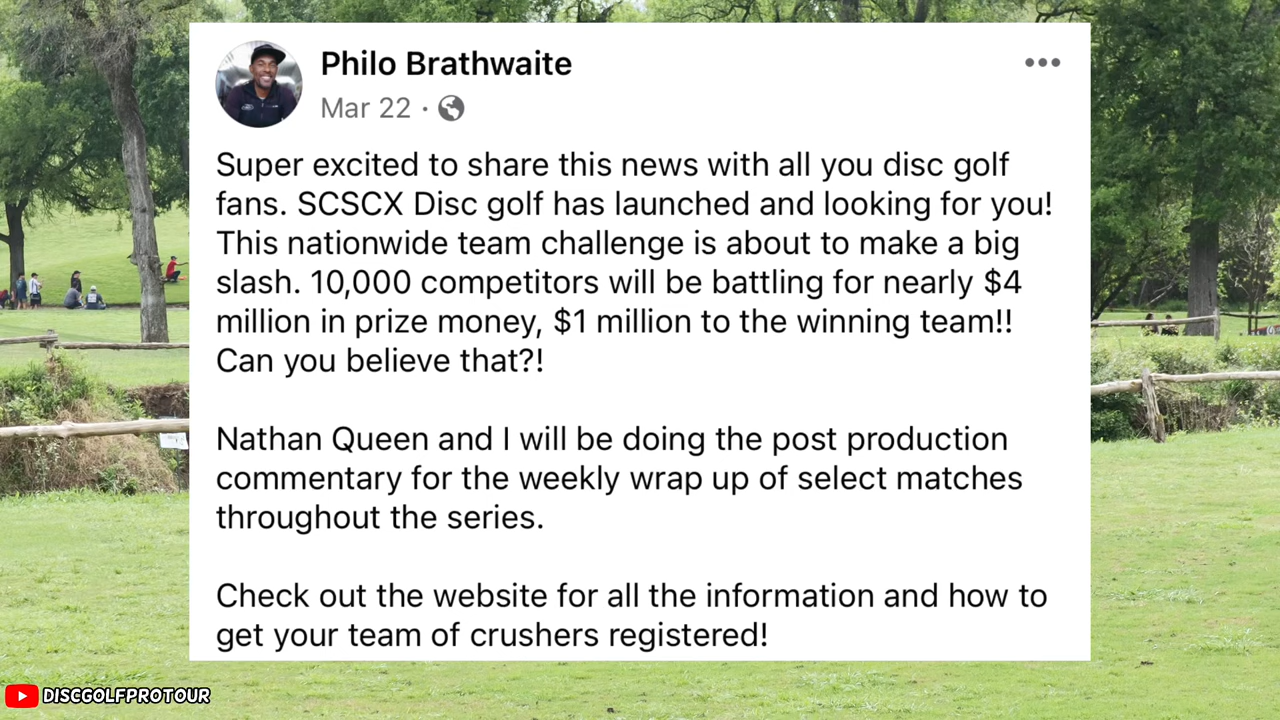 Philo Brathwaite
Mar 22 ·
Super excited to share this news with all you disc golf
fans. SCSCX Disc golf has launched and looking for you!
This nationwide team challenge is about to make a big
slash. 10,000 competitors will be battling for nearly $4
million in prize money, $1 million to the winning team!!
Can you believe that?!
Nathan Queen and I will be doing the post production
commentary for the weekly wrap up of select matches
throughout the series.
Check out the website for all the information and how to
get your team of crushers registered!
DISCGOLFPROTOUR